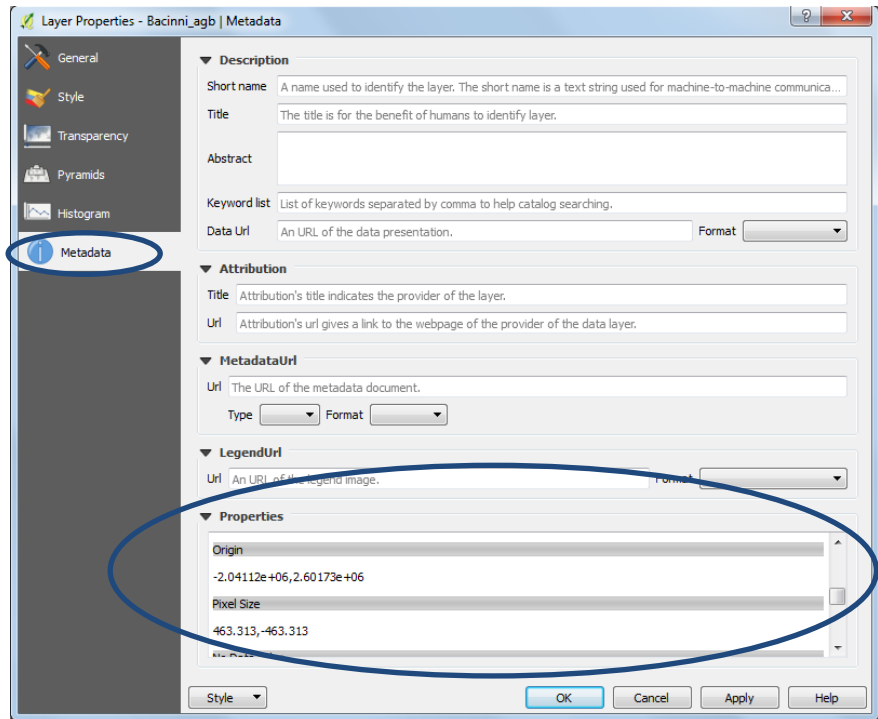 Layer Properties - Bacinni_agb | Metadata
General
Style
Transparency
Pyramids
Histogram
Metadata
Description
Short name A name used to identify the layer. The short name is a text string used for machine-to-machine communica...
Title The title is for the benefit of humans to identify layer.
Abstract
Keyword list List of keywords separated by comma to help catalog searching.
Data Url An URL of the data presentation. Format
Attribution
Title Attribution's title indicates the provider of the layer.
Url Attribution's url gives a link to the webpage of the provider of the data layer.
MetadataUrl
Url The URL of the metadata document.
Type Format
LegendUrl
Url An URL of the legend image. Format
Properties
Origin
-2.04112e+06,2.60173e+06
Pixel Size
463.313,-463.313
Style OK Cancel Apply Help